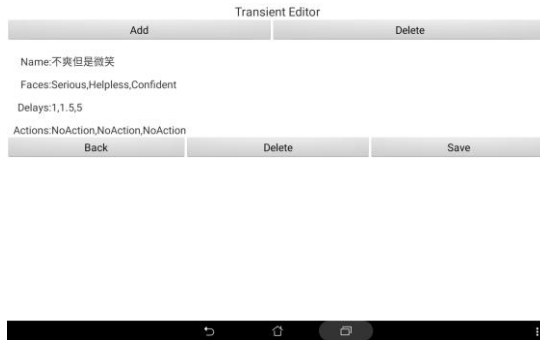 Transient Editor
Add Delete
Name:不爽但是微笑
Faces:Serious,Helpless,Confident
Delays:1,1.5,5
Actions:NoAction,NoAction,NoAction
Back Delete Save